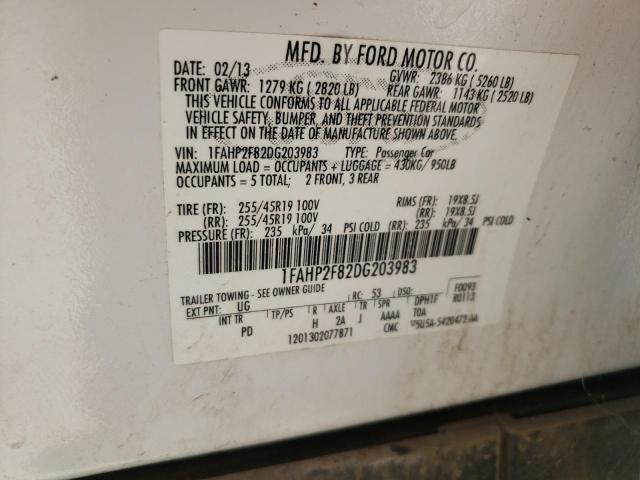 MFD. BY FORD MOTOR CO.
DATE: 02/13 GVWR: 2386 KG (5260 LB)
FRONT GAWR: 1279 KG (2820 LB) REAR GAWR: 1143 KG (2520 LB)
THIS VEHICLE CONFORMS TO ALL APPLICABLE FEDERAL MOTOR
VEHICLE SAFETY, BUMPER, AND THEFT PREVENTION STANDARDS
IN EFFECT ON THE DATE OF MANUFACTURE SHOWN ABOVE.
VIN: 1FAHP2F82DG203983 TYPE: Passenger Car
MAXIMUM LOAD = OCCUPANTS + LUGGAGE = 430KG/950LB
OCCUPANTS = 5 TOTAL; 2 FRONT, 3 REAR
TIRE (FR): 255/45R19 100V RIMS (FR): 19X8.5J
(RR): 255/45R19 100V (RR): 19X8.5J
PRESSURE (FR): 235 kPa/ 34 PSI COLD (RR): 235 kPa/ 34 PSI COLD
1FAHP2F82DG203983
TRAILER TOWING - SEE OWNER GUIDE RC: 53 DSO: F0093
EXT PNT: UG R0112
INT TR TP/PS R AXLE TR SPR DPHTF
PD H 2A J AAAA TOA
1201302077871 CMC